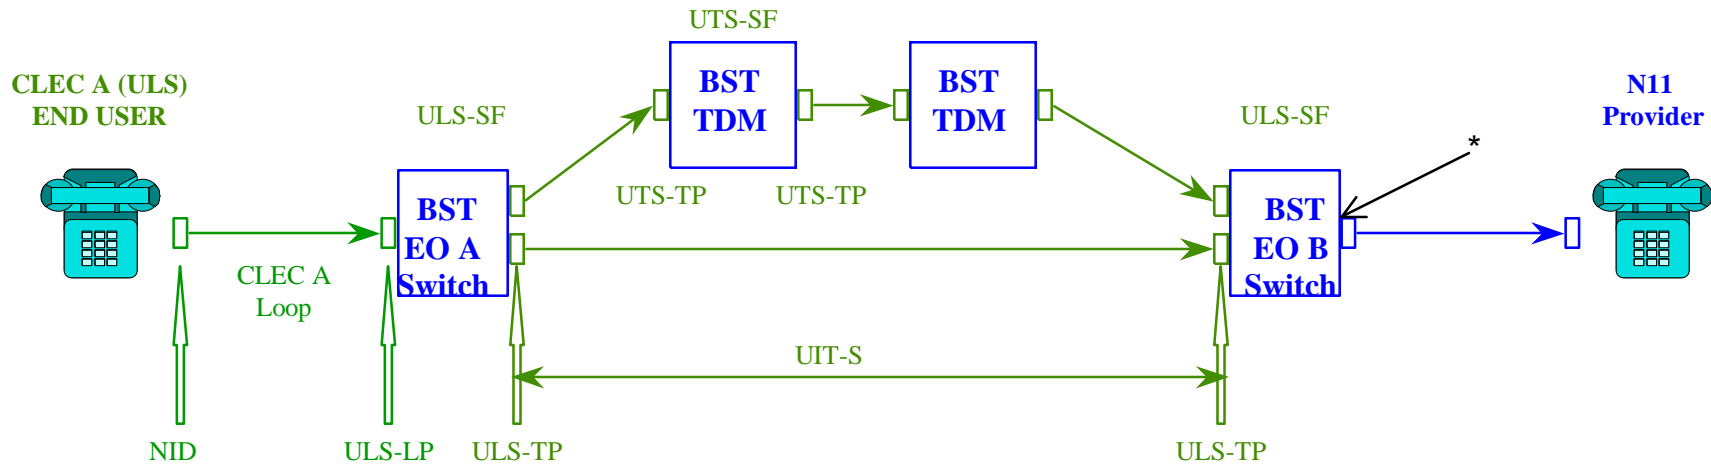 UTS-SF
CLEC A (ULS)
END USER
ULS-SF
BST
TDM
BST
TDM
ULS-SF
N11
Provider
*
UTS-TP
UTS-TP
BST
EO A
Switch
BST
EO B
Switch
CLEC A
Loop
UIT-S
NID
ULS-LP
ULS-TP
ULS-TP